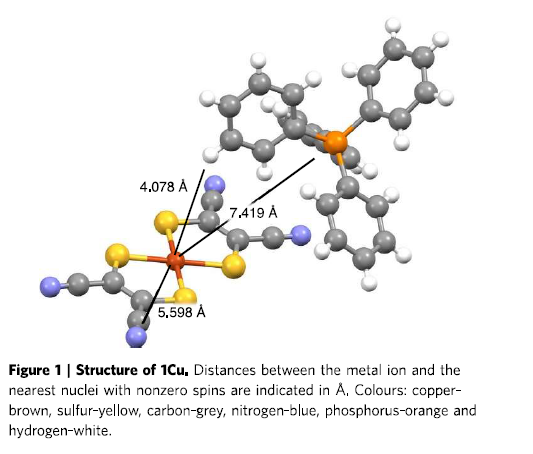 4.078 Å
7.419 Å
5.598 Å
Figure 1 | Structure of 1Cu. Distances between the metal ion and the
nearest nuclei with nonzero spins are indicated in Å. Colours: copper-
brown, sulfur-yellow, carbon-grey, nitrogen-blue, phosphorus-orange and
hydrogen-white.